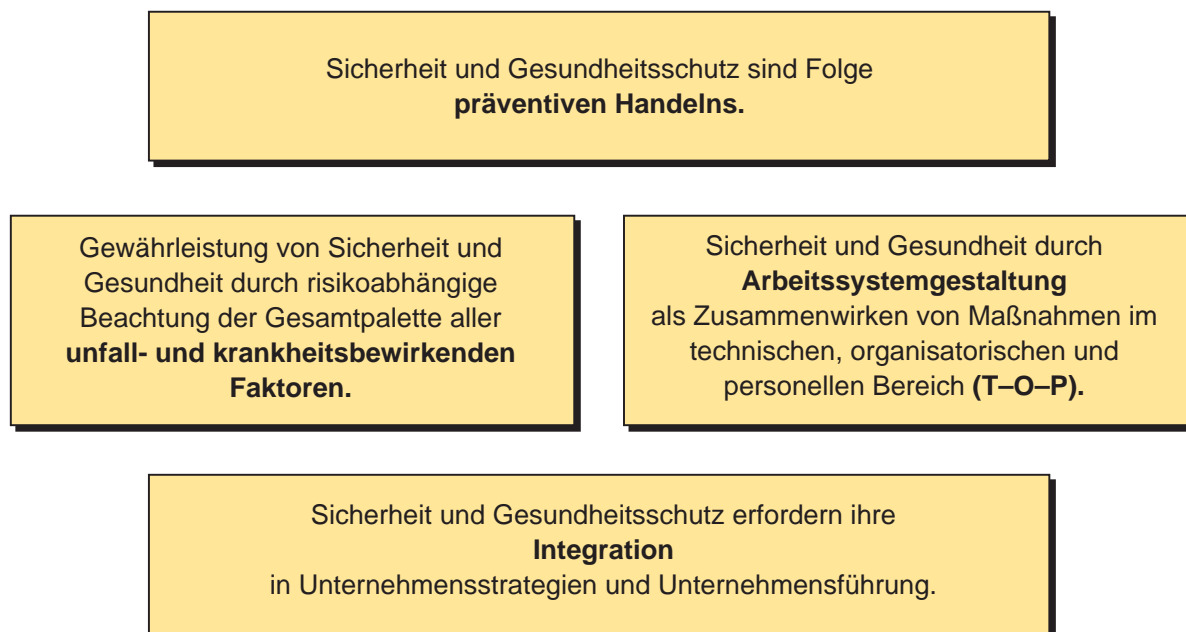 Sicherheit und Gesundheitsschutz sind Folge
präventiven Handelns.
Gewährleistung von Sicherheit und
Gesundheit durch risikoabhängige
Beachtung der Gesamtpalette aller
unfall- und krankheitsbewirkenden
Faktoren.
Sicherheit und Gesundheit durch
Arbeitssystemgestaltung
als Zusammenwirken von Maßnahmen im
technischen, organisatorischen und
personellen Bereich (T–O–P).
Sicherheit und Gesundheitsschutz erfordern ihre
Integration
in Unternehmensstrategien und Unternehmensführung.